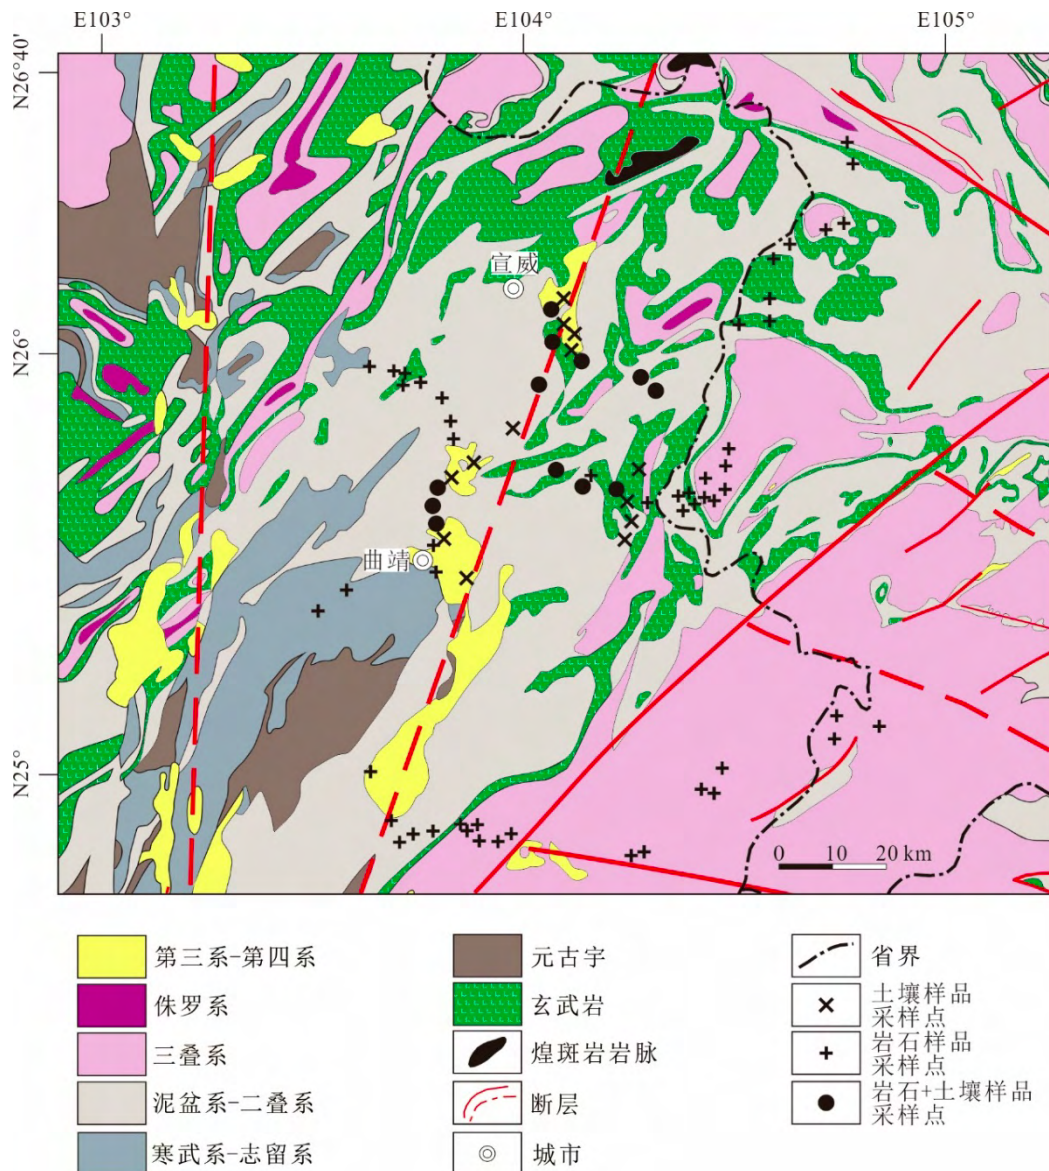 E103°
E104°
E105°
N26°40'
宣威
N26°
曲靖
N25°
0 10 20 km
第三系-第四系
元古宇
省界
侏罗系
玄武岩
土壤样品
采样点
三叠系
煌斑岩岩脉
岩石样品
采样点
泥盆系-二叠系
断层
岩石+土壤样品
采样点
寒武系-志留系
城市